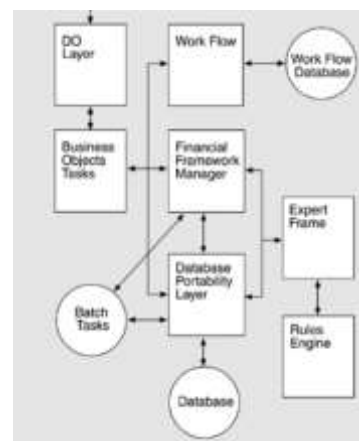 DO
Layer
Work Flow
Work Flow
Database
Business
Objects
Tasks
Financial
Framework
Manager
Expert
Frame
Database
Portability
Layer
Batch
Tasks
Rules
Engine
Database